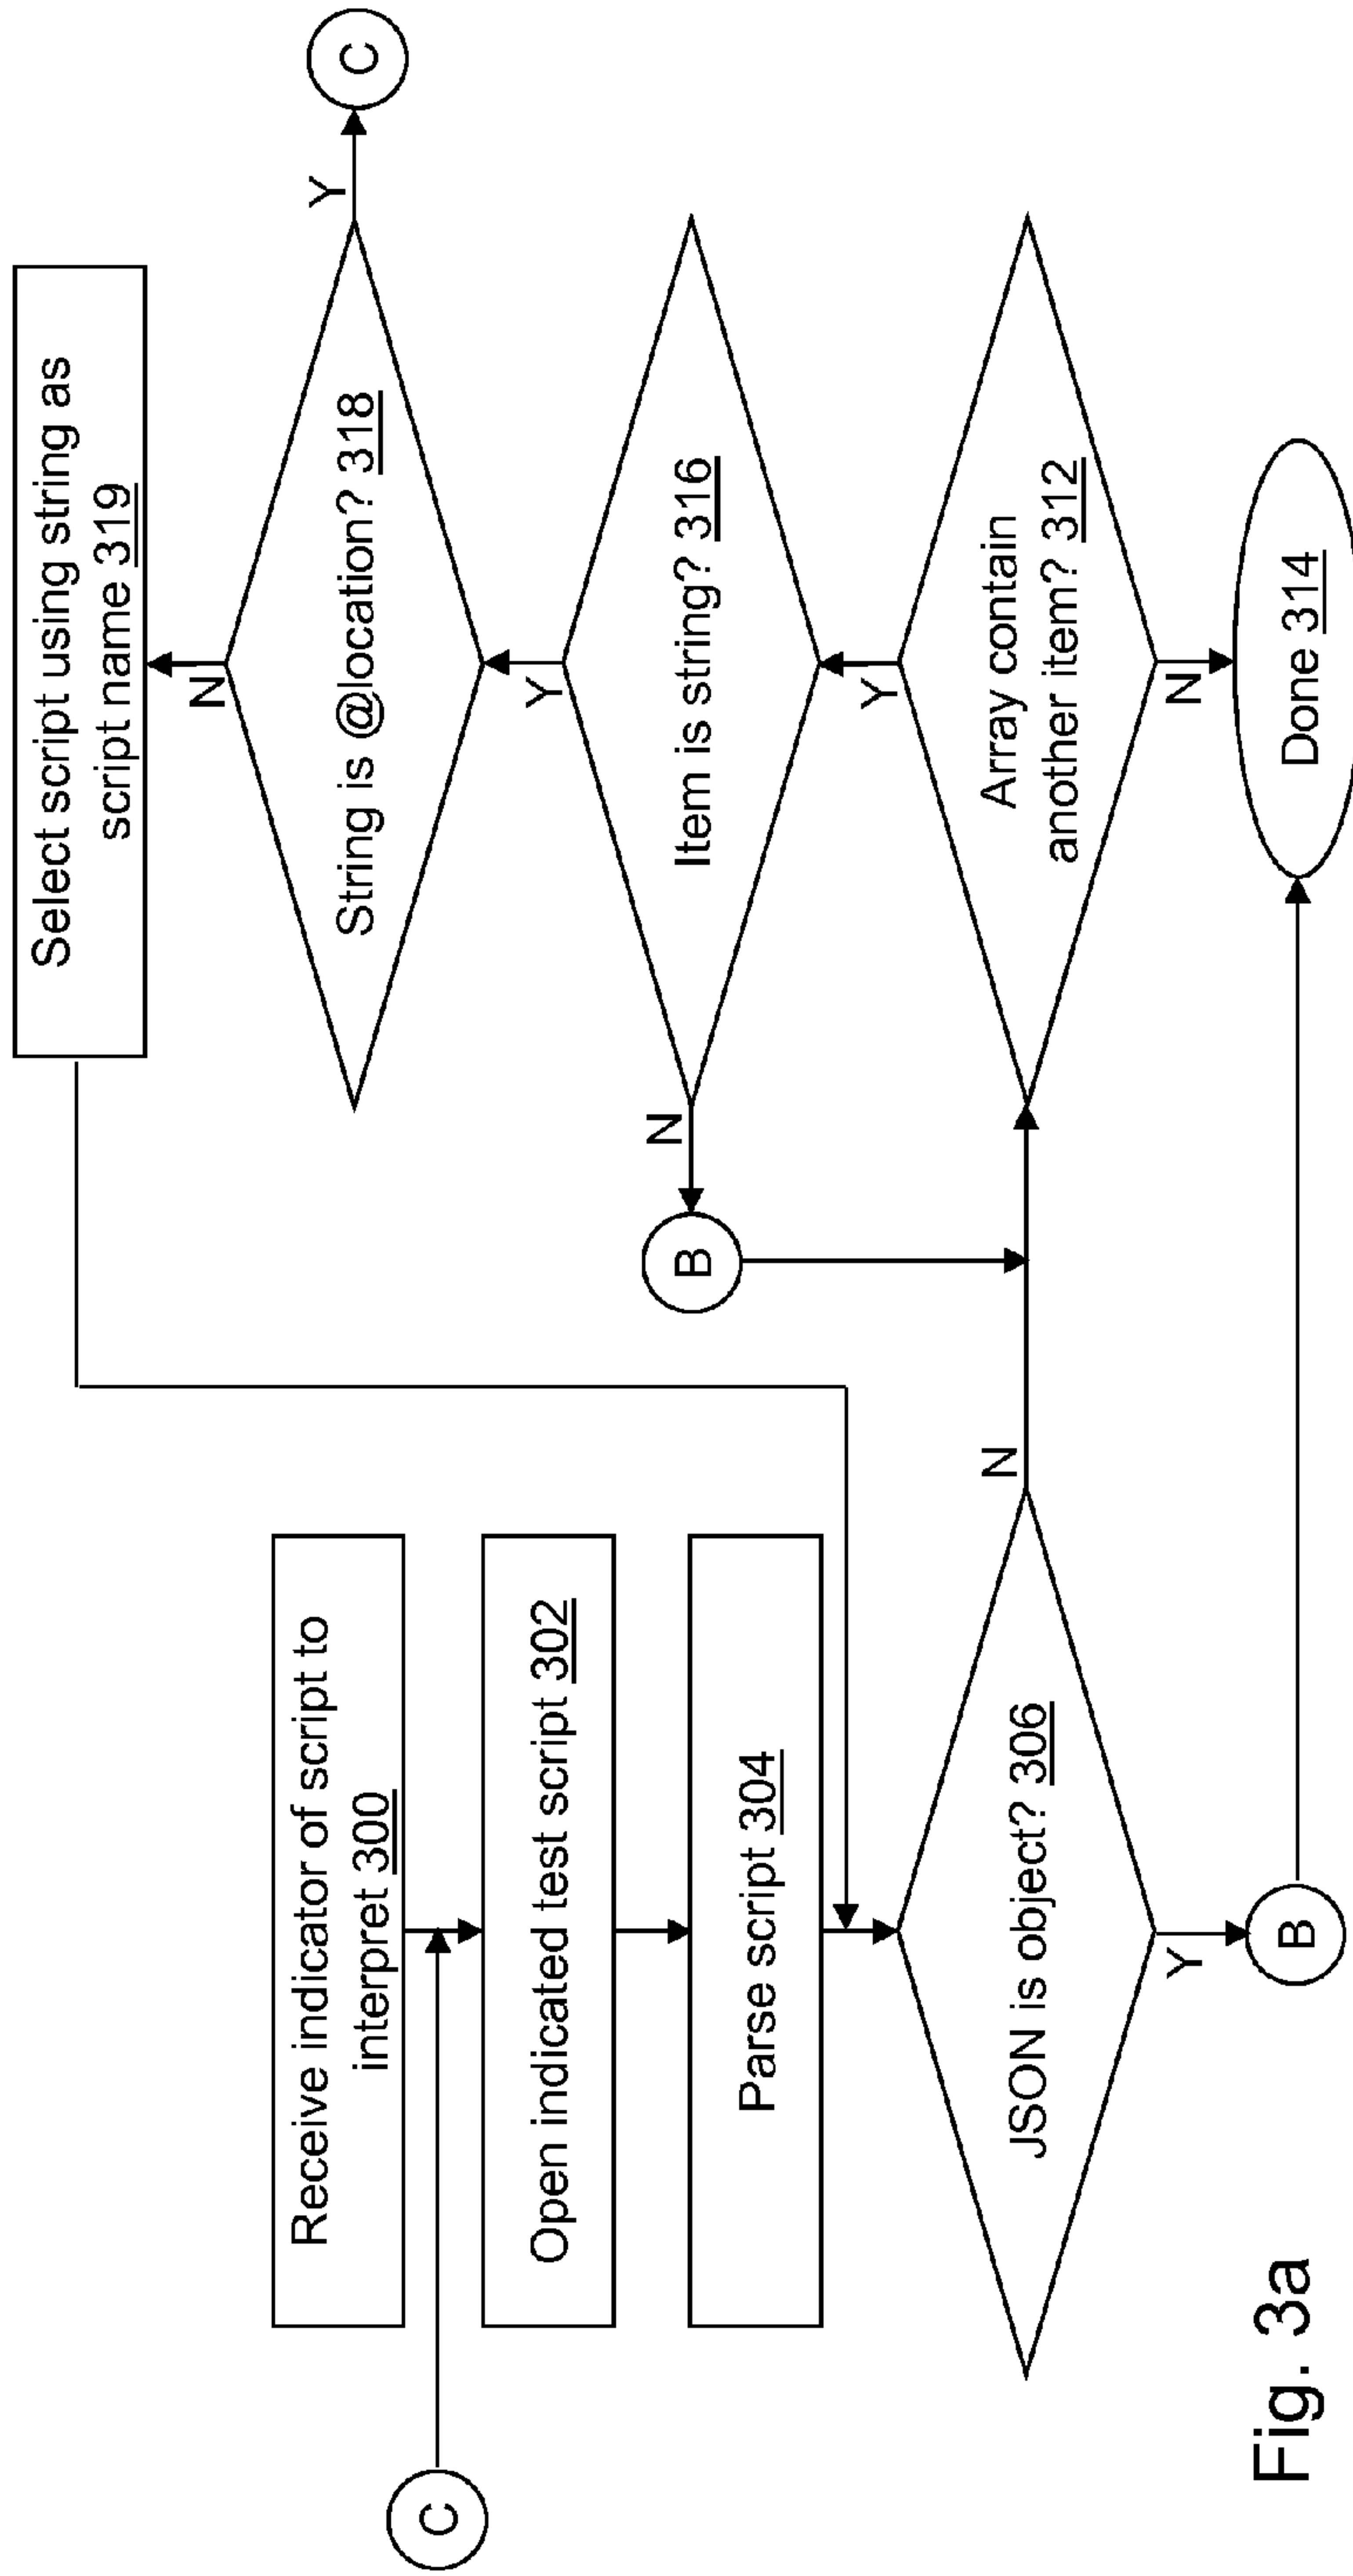 C
Receive indicator of script to
interpret 300
Open indicated test script 302
Parse script 304
JSON is object? 306
Y
N
B
B
N
Select script using string as
script name 319
N
String is @location? 318
Y
C
Y
Item is string? 316
Y
Array contain
another item? 312
N
Done 314
Fig. 3a